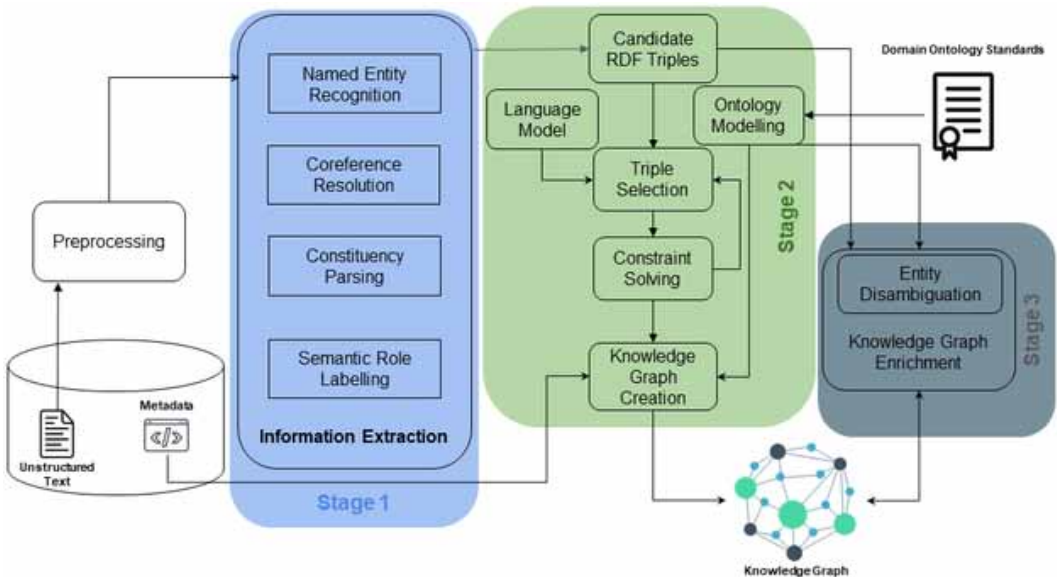 Preprocessing
Unstructured
Text
Metadata
</>
Named Entity
Recognition
Coreference
Resolution
Constituency
Parsing
Semantic Role
Labelling
Information Extraction
Stage 1
Candidate
RDF Triples
Language
Model
Ontology
Modelling
Triple
Selection
Constraint
Solving
Knowledge
Graph
Creation
Stage 2
Domain Ontology Standards
Entity
Disambiguation
Knowledge Graph
Enrichment
Stage 3
Knowledge Graph